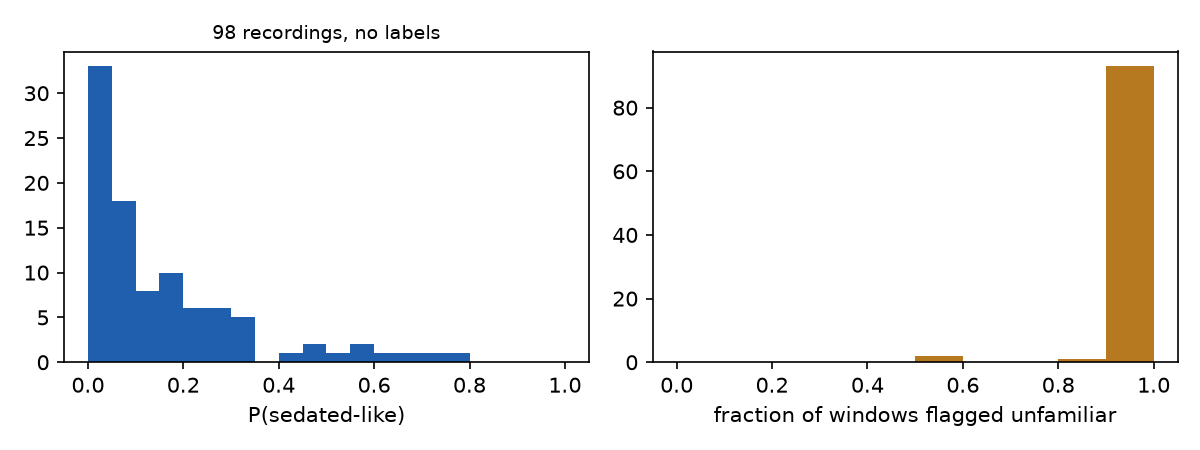 98 recordings, no labels
30
25
20
15
10
5
0
0.0 0.2 0.4 0.6 0.8 1.0
P(sedated-like)
80
60
40
20
0
0.0 0.2 0.4 0.6 0.8 1.0
fraction of windows flagged unfamiliar